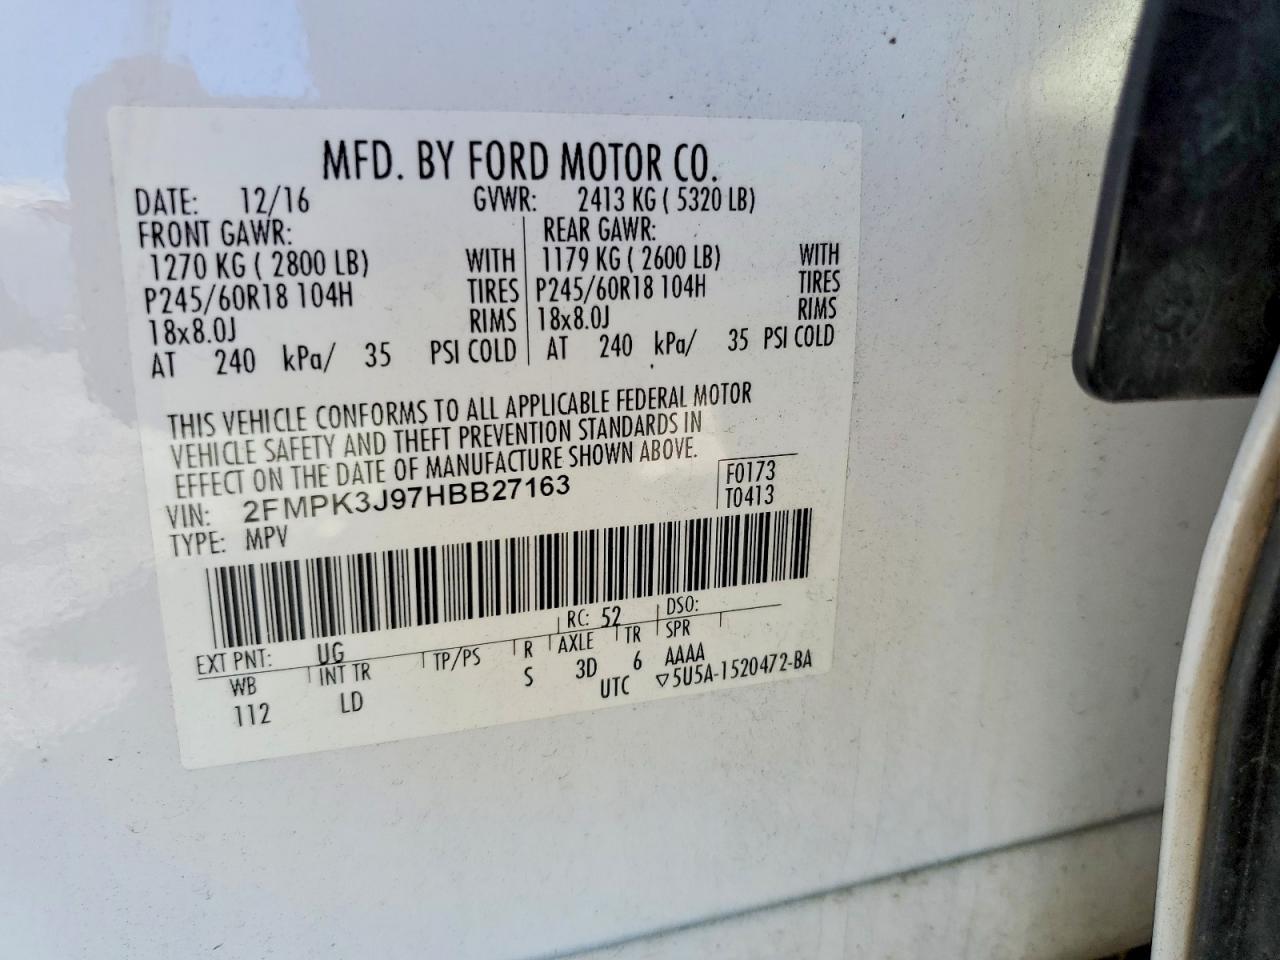 MFD. BY FORD MOTOR CO.
DATE: 12/16 GVWR: 2413 KG ( 5320 LB)
FRONT GAWR: REAR GAWR:
1270 KG ( 2800 LB) WITH 1179 KG ( 2600 LB) WITH
P245/60R18 104H TIRES P245/60R18 104H TIRES
18x8.0J RIMS 18x8.0J RIMS
AT 240 kPa/ 35 PSI COLD AT 240 kPa/ 35 PSI COLD
THIS VEHICLE CONFORMS TO ALL APPLICABLE FEDERAL MOTOR
VEHICLE SAFETY AND THEFT PREVENTION STANDARDS IN
EFFECT ON THE DATE OF MANUFACTURE SHOWN ABOVE.
VIN: 2FMPK3J97HBB27163 F0173
TYPE: MPV T0413
EXT PNT: UG RC: 52 DSO:
WB INT TR TP/PS R AXLE TR SPR
112 LD S 3D 6 AAAA
UTC ▽5U5A-1520472-BA